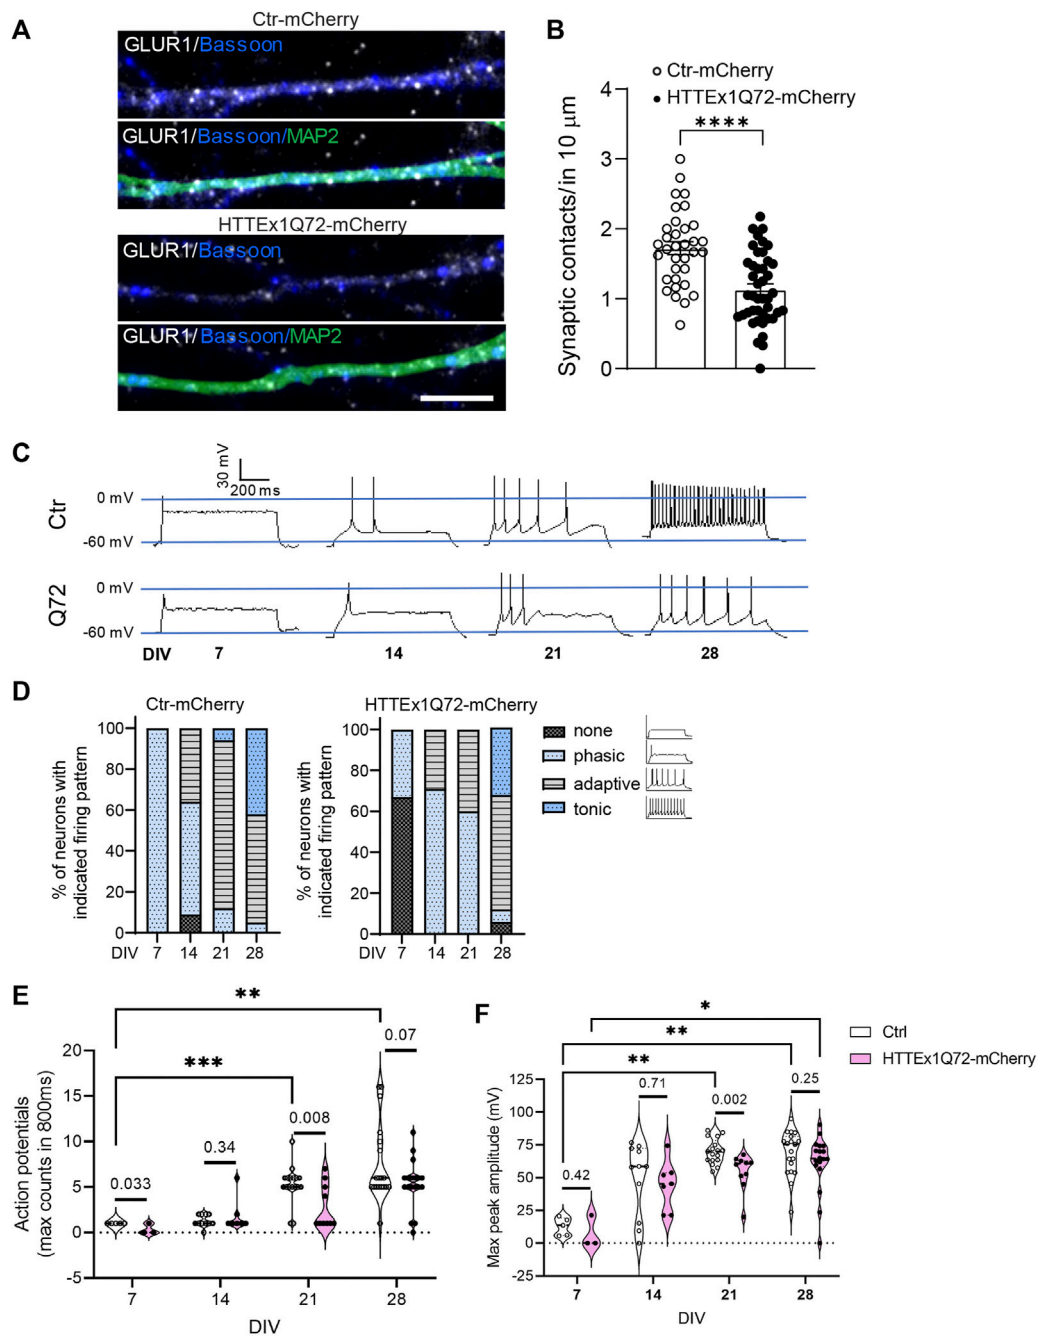 A
Ctr-mCherry
GLUR1/Bassoon
GLUR1/Bassoon/MAP2
HTTEx1Q72-mCherry
GLUR1/Bassoon
GLUR1/Bassoon/MAP2
B
Ctr-mCherry
HTTEx1Q72-mCherry
****
Synaptic contacts/in 10 µm
4
3
2
1
0
C
30 mV
200 ms
Ctr
0 mV
-60 mV
Q72
0 mV
-60 mV
DIV 7 14 21 28
D
Ctr-mCherry
% of neurons with
indicated firing pattern
100
80
60
40
20
0
DIV 7 14 21 28
HTTEx1Q72-mCherry
% of neurons with
indicated firing pattern
100
80
60
40
20
0
DIV 7 14 21 28
none
phasic
adaptive
tonic
E
**
0.07
***
0.008
0.34
0.033
Action potentials
(max counts in 800ms)
20
15
10
5
0
-5
7 14 21 28
DIV
F
*
**
**
0.25
0.71
0.002
0.42
Max peak amplitude (mV)
125
100
75
50
25
0
-25
7 14 21 28
DIV
Ctrl
HTTEx1Q72-mCherry